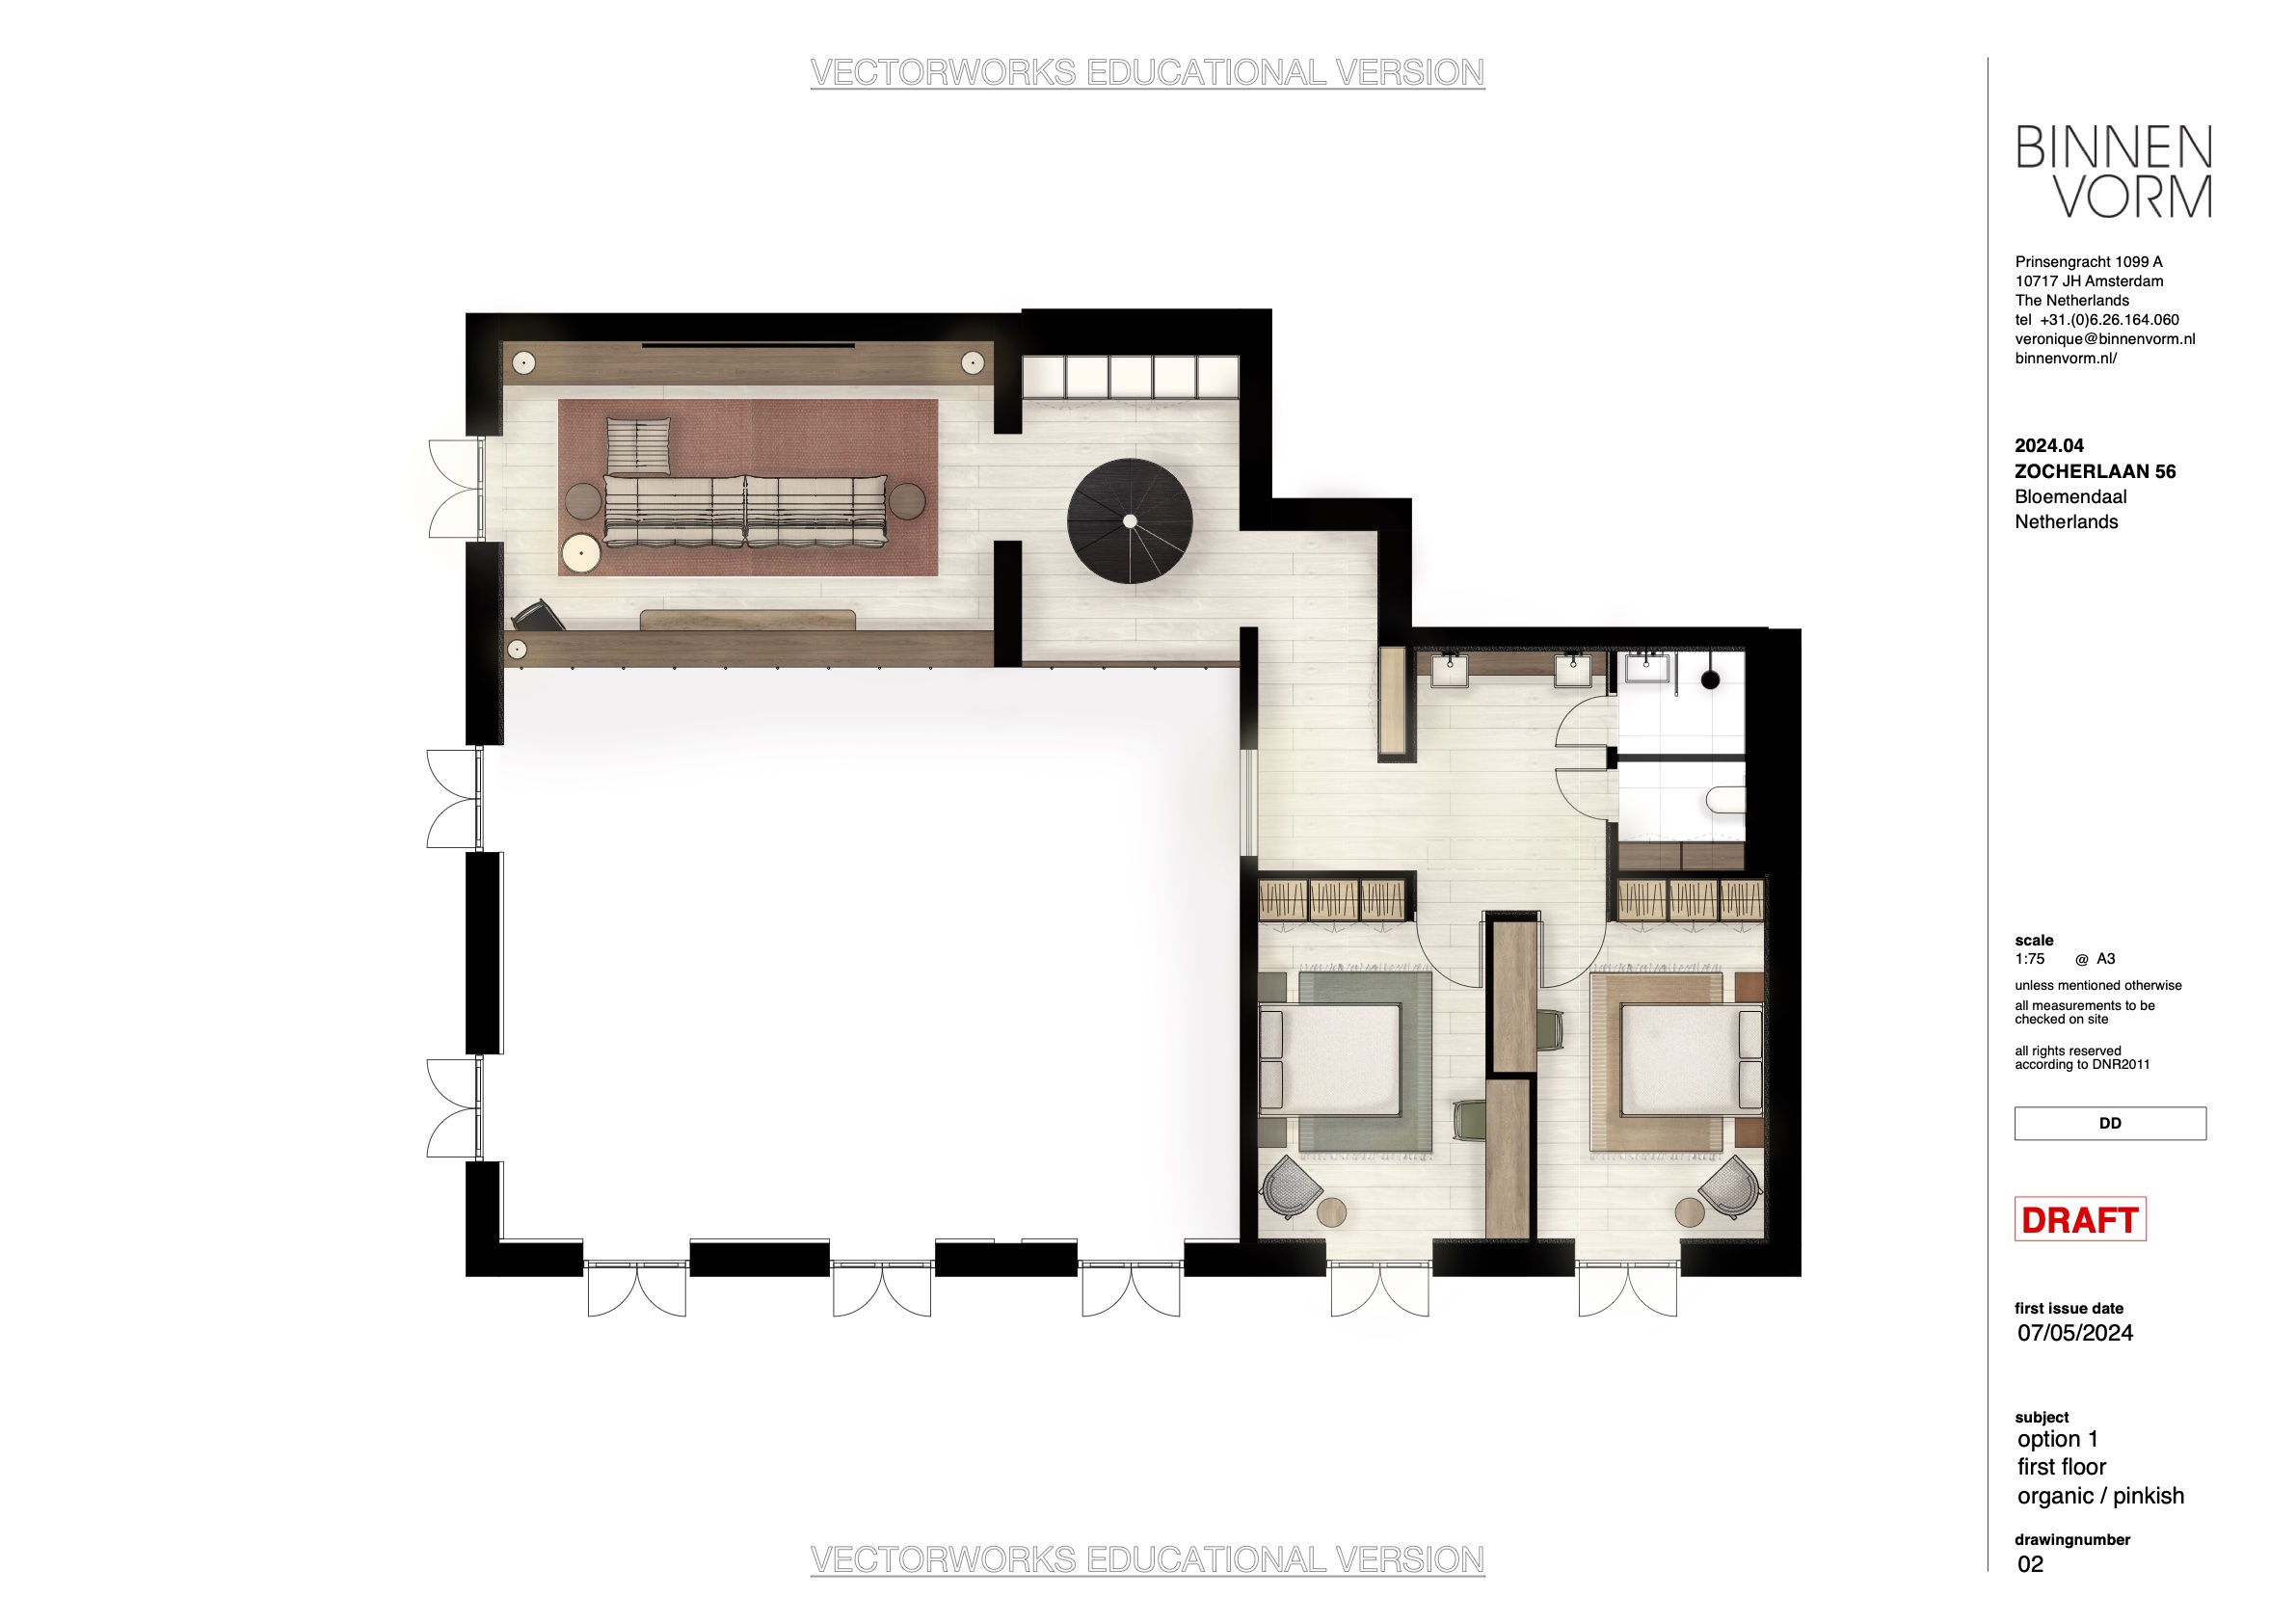 VECTORWORKS EDUCATIONAL VERSION
BINNEN
VORM
Prinsengracht 1099 A
10717 JH Amsterdam
The Netherlands
tel +31.(0)6.26.164.060
veronique@binnenvorm.nl
binnenvorm.nl/
2024.04
ZOCHERLAAN 56
Bloemendaal
Netherlands
scale
1:75 @ A3
unless mentioned otherwise
all measurements to be
checked on site
all rights reserved
according to DNR2011
DD
DRAFT
first issue date
07/05/2024
subject
option 1
first floor
organic / pinkish
drawingnumber
02
VECTORWORKS EDUCATIONAL VERSION